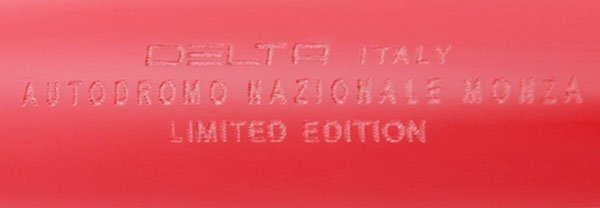 DELTA ITALY
AUTODROMO NAZIONALE MONZA
LIMITED EDITION